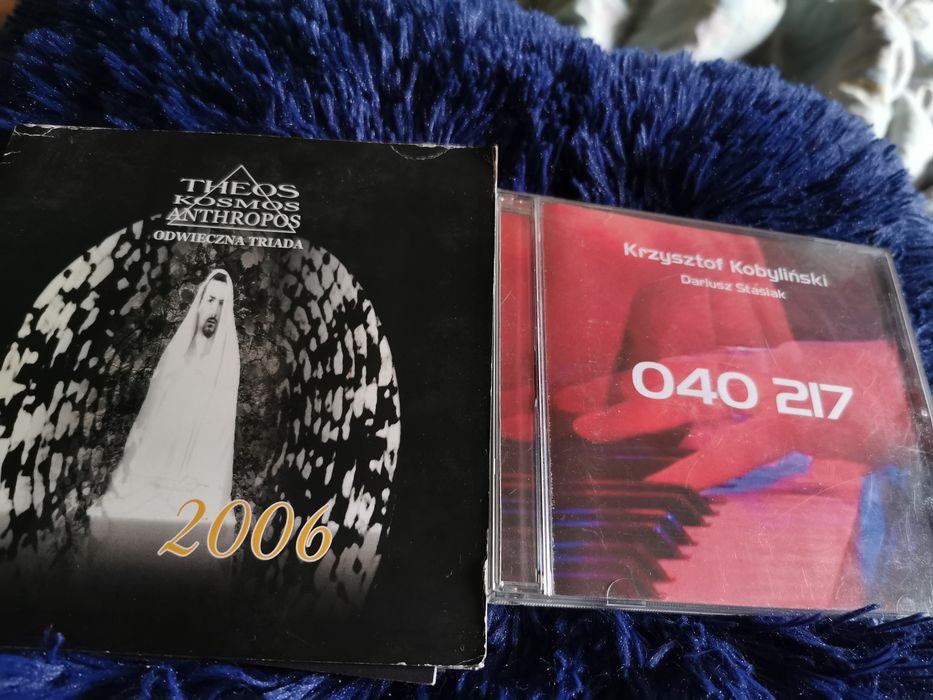 THEOS
KOSMOS
ANTHROPOS
ODWIECZNA TRIADA
2006
Krzysztof Kobyliński
Dariusz Stasiak
040 217